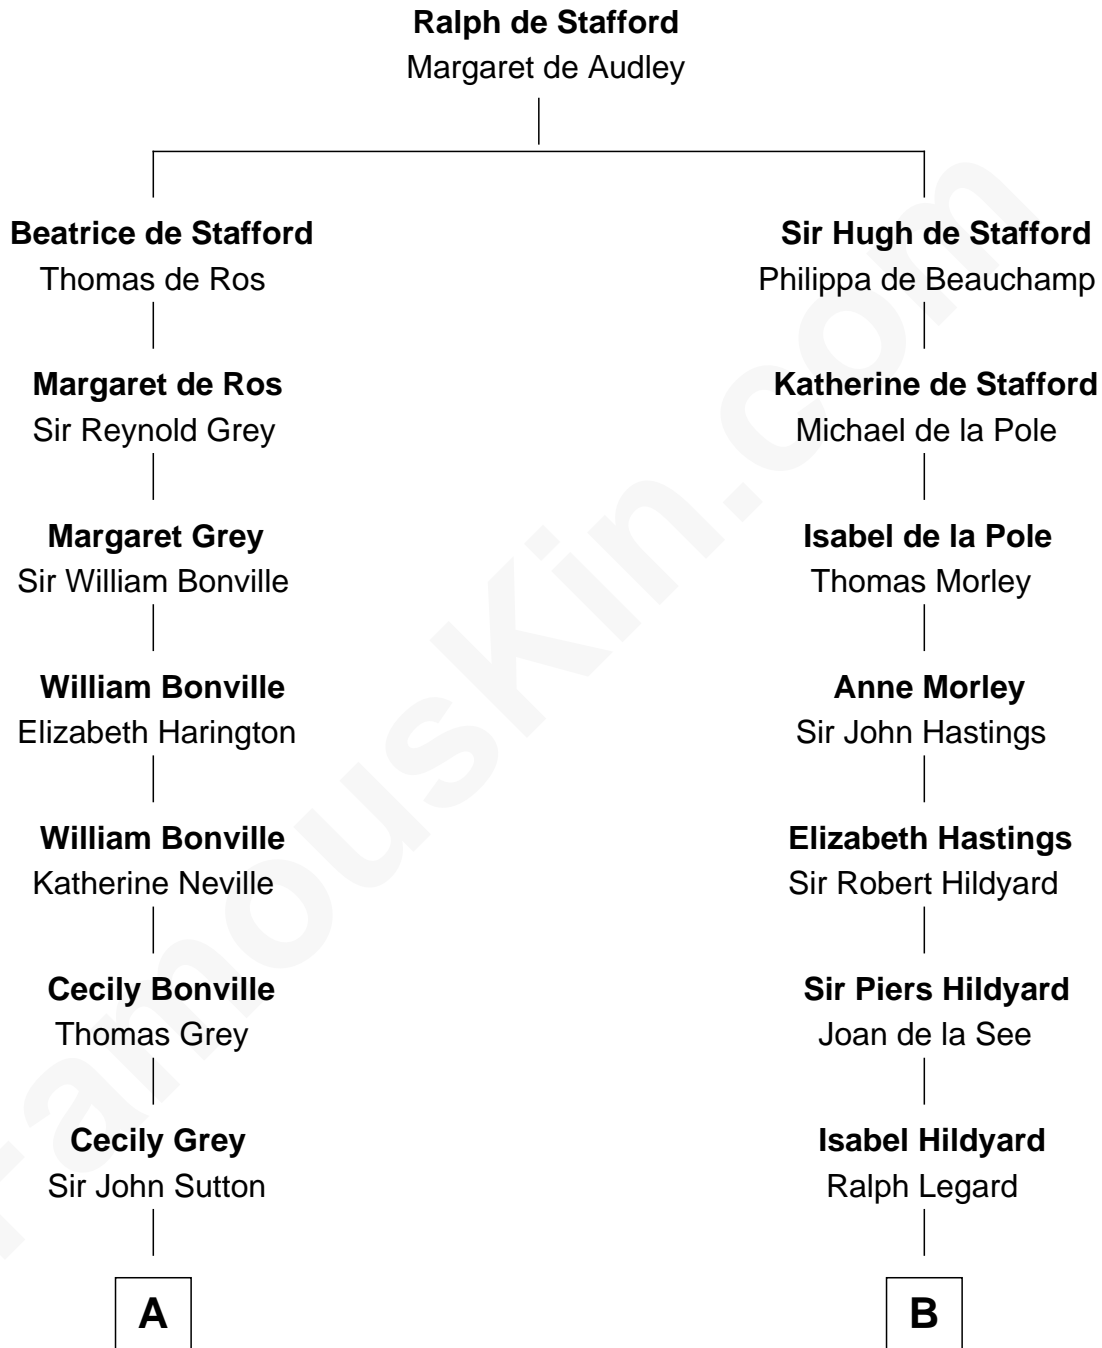 Ralph de Stafford
Margaret de Audley
Beatrice de Stafford
Thomas de Ros
Sir Hugh de Stafford
Philippa de Beauchamp
Margaret de Ros
Sir Reynold Grey
Katherine de Stafford
Michael de la Pole
Margaret Grey
Sir William Bonville
Isabel de la Pole
Thomas Morley
William Bonville
Elizabeth Harington
Anne Morley
Sir John Hastings
William Bonville
Katherine Neville
Elizabeth Hastings
Sir Robert Hildyard
Cecily Bonville
Thomas Grey
Sir Piers Hildyard
Joan de la See
Cecily Grey
Sir John Sutton
Isabel Hildyard
Ralph Legard
A
B
FamousKin.com